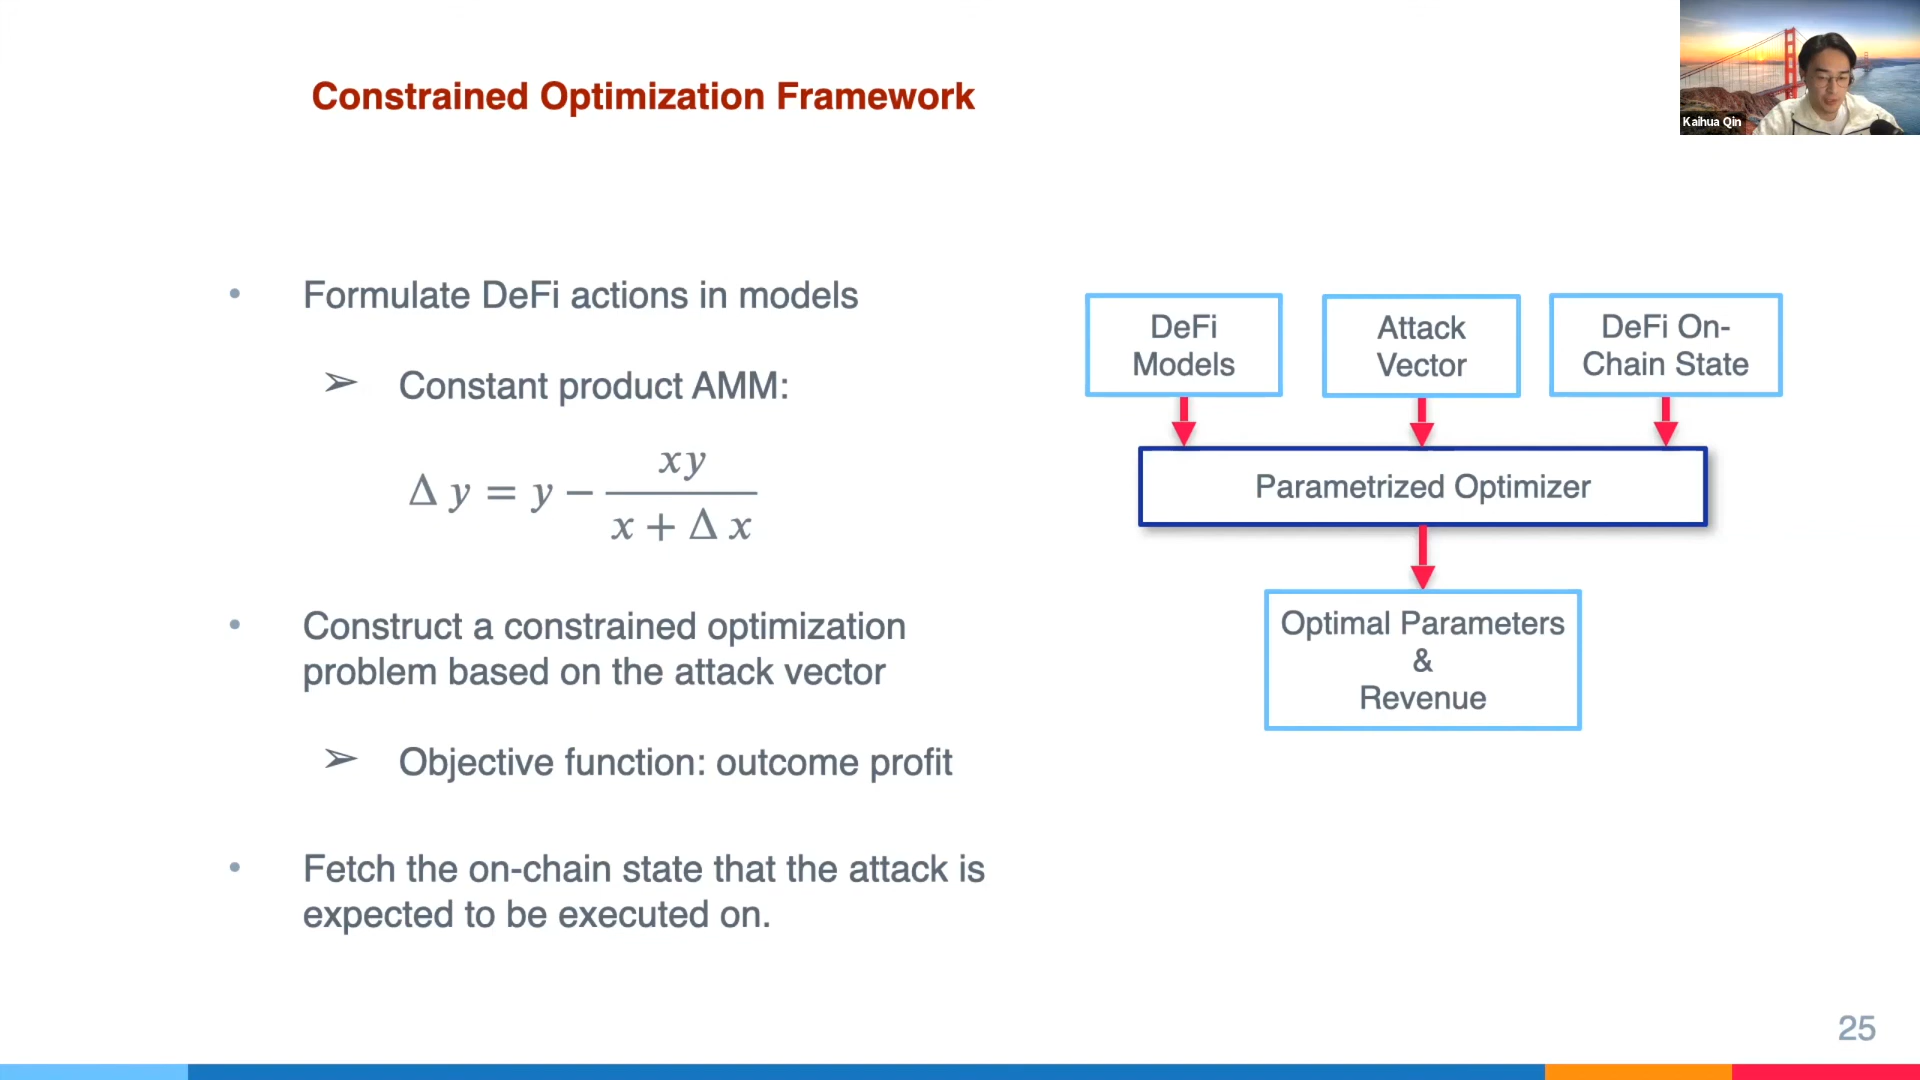 Constrained Optimization Framework
Kaihua Qin
• Formulate DeFi actions in models
➢ Constant product AMM:
Δ y = y − xy / x + Δ x
• Construct a constrained optimization
problem based on the attack vector
➢ Objective function: outcome profit
• Fetch the on-chain state that the attack is
expected to be executed on.
DeFi
Models
Attack
Vector
DeFi On-
Chain State
Parametrized Optimizer
Optimal Parameters
&
Revenue
25